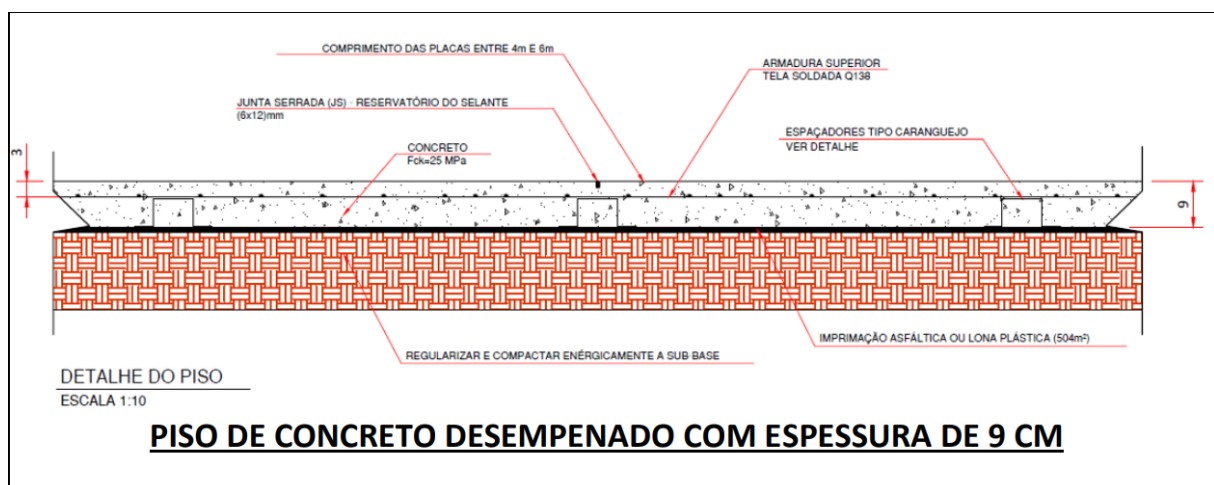 COMPRIMENTO DAS PLACAS ENTRE 4m E 6m
ARMADURA SUPERIOR
TELA SOLDADA Q138
JUNTA SERRADA (JS) - RESERVATÓRIO DO SELANTE
(6x12)mm
ESPAÇADORES TIPO CARANGUEJO
VER DETALHE
CONCRETO
Fck=25 MPa
3
9
IMPRIMAÇÃO ASFÁLTICA OU LONA PLÁSTICA (504m²)
REGULARIZAR E COMPACTAR ENÉRGICAMENTE A SUB BASE
DETALHE DO PISO
ESCALA 1:10
PISO DE CONCRETO DESEMPENADO COM ESPESSURA DE 9 CM